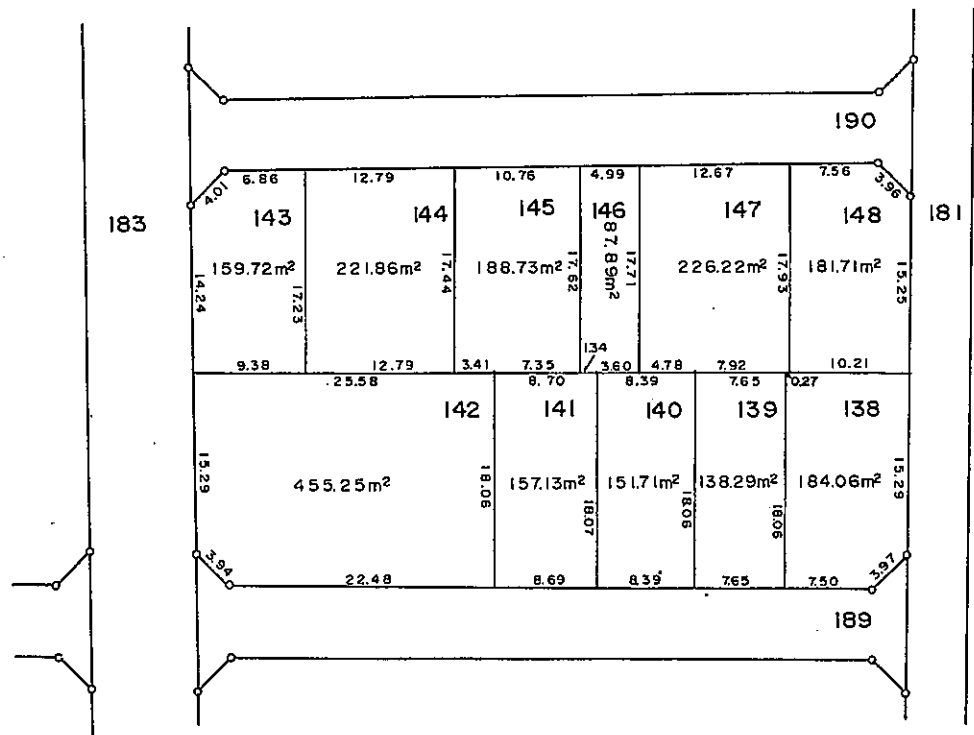 190
6.86 12.79 10.76 4.99 12.67 7.56
4.01 3.96
183 143 144 145 146 147 148 181
159.72m² 221.86m² 188.73m² 87.89m² 226.22m² 181.71m²
14.24 17.23 17.44 17.62 17.71 17.93 15.25
1.34
9.38 12.79 3.41 7.35 3.60 4.78 7.92 10.21
25.58 8.70 8.39 7.65 0.27
142 141 140 139 138
455.25m² 157.13m² 151.71m² 138.29m² 184.06m²
15.29 18.06 18.07 18.06 18.06 15.29
3.94 3.97
22.48 8.69 8.39 7.65 7.50
189